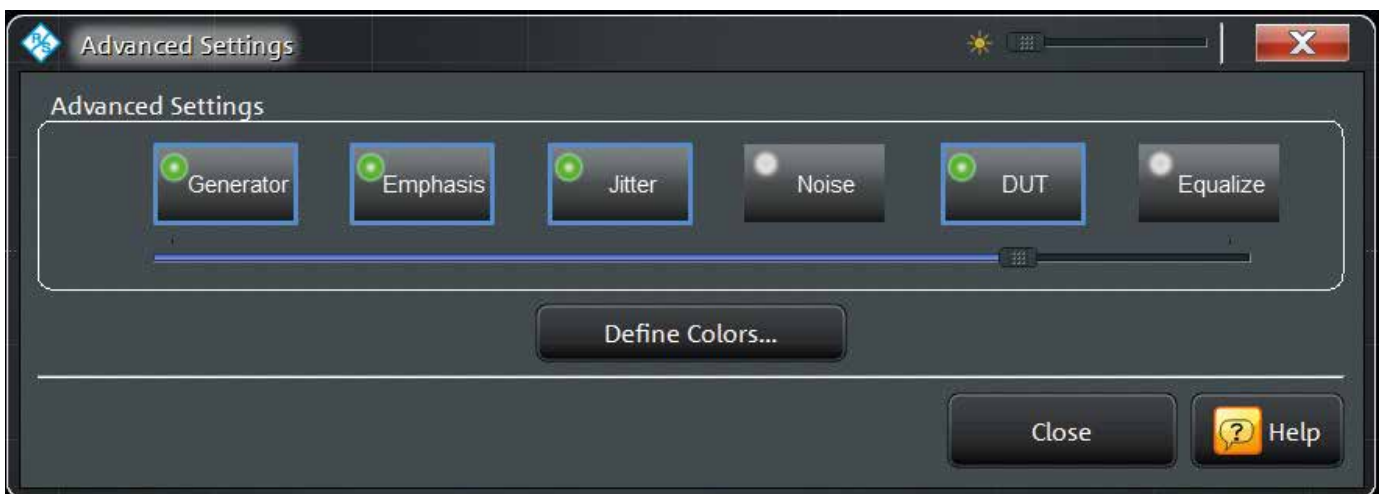 R/S Advanced Settings X
Advanced Settings
Generator Emphasis Jitter Noise DUT Equalize
Define Colors...
Close ? Help